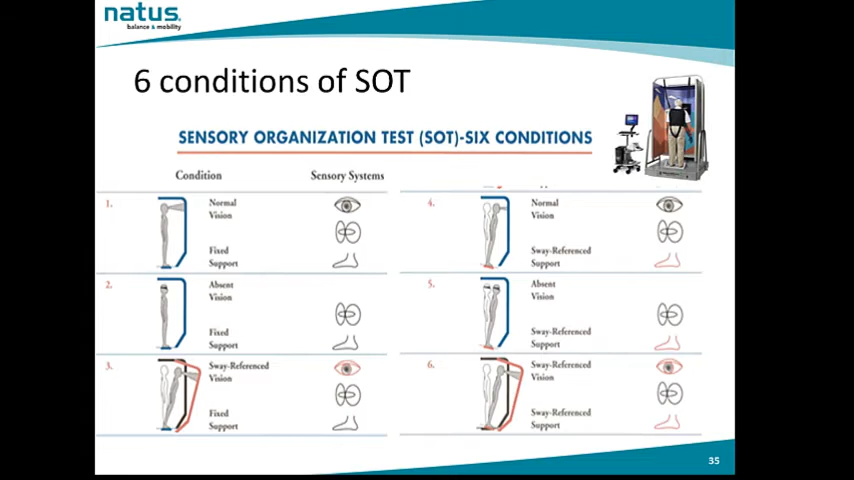 natus.
balance & mobility
6 conditions of SOT
SENSORY ORGANIZATION TEST (SOT)-SIX CONDITIONS
Condition
Sensory Systems
1.
Normal
Vision
Fixed
Support
2.
Absent
Vision
Fixed
Support
3.
Sway-Referenced
Vision
Fixed
Support
4.
Normal
Vision
Sway-Referenced
Support
5.
Absent
Vision
Sway-Referenced
Support
6.
Sway-Referenced
Vision
Sway-Referenced
Support
35